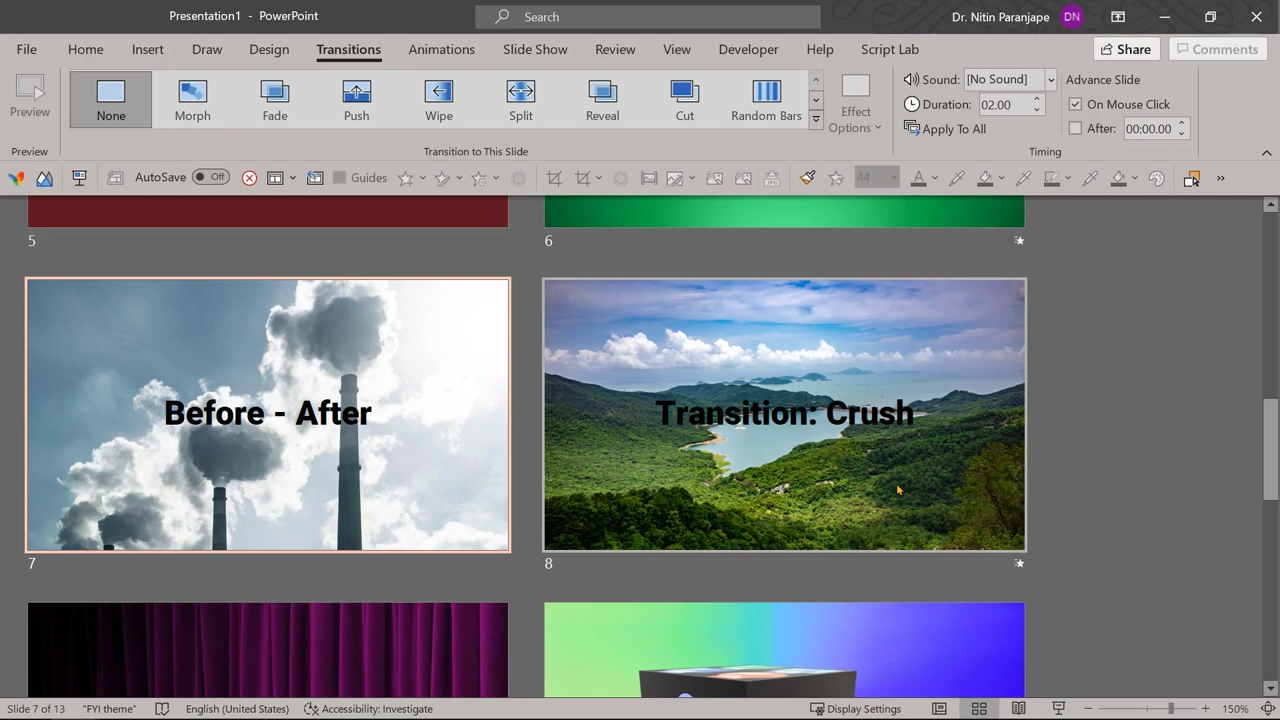 Presentation1 - PowerPoint
Search
Dr. Nitin Paranjape
DN
File Home Insert Draw Design Transitions Animations Slide Show Review View Developer Help Script Lab
Share
Comments
Preview
None
Morph
Fade
Push
Wipe
Split
Reveal
Cut
Random Bars
Effect
Options
Sound: [No Sound]
Duration: 02.00
Apply To All
Advance Slide
On Mouse Click
After: 00:00.00
Preview
Transition to This Slide
Timing
AutoSave Off
Guides
44
5
6
Before - After
Transition: Crush
7
8
Slide 7 of 13
"FYI theme"
English (United States)
Accessibility: Investigate
Display Settings
150%